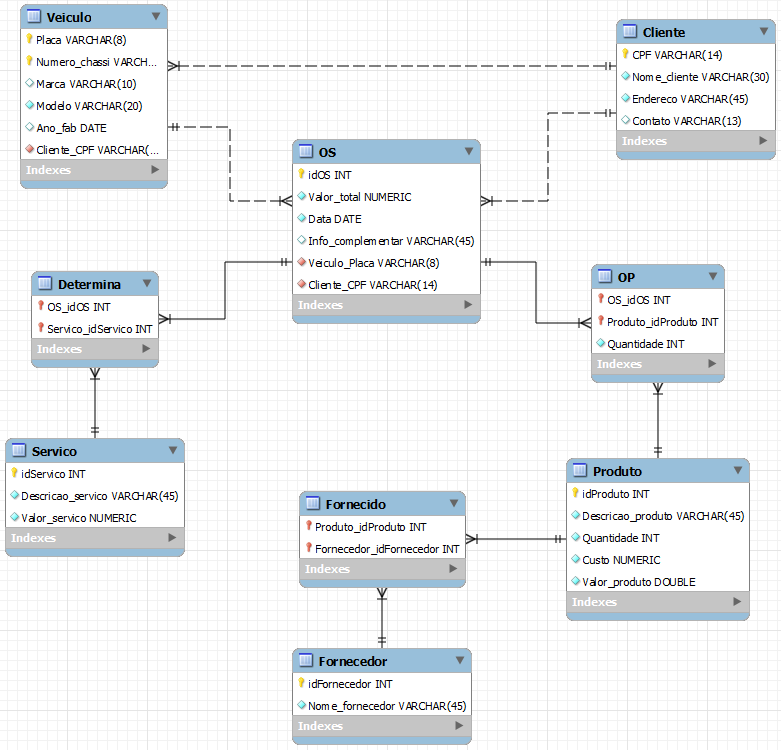 Veiculo
Placa VARCHAR(8)
Numero_chassi VARCH...
Marca VARCHAR(10)
Modelo VARCHAR(20)
Ano_fab DATE
Cliente_CPF VARCHAR(...
Indexes
Cliente
CPF VARCHAR(14)
Nome_cliente VARCHAR(30)
Endereco VARCHAR(45)
Contato VARCHAR(13)
Indexes
OS
idOS INT
Valor_total NUMERIC
Data DATE
Info_complementar VARCHAR(45)
Veiculo_Placa VARCHAR(8)
Cliente_CPF VARCHAR(14)
Indexes
Determina
OS_idOS INT
Servico_idServico INT
Indexes
OP
OS_idOS INT
Produto_idProduto INT
Quantidade INT
Indexes
Servico
idServico INT
Descricao_servico VARCHAR(45)
Valor_servico NUMERIC
Indexes
Produto
idProduto INT
Descricao_produto VARCHAR(45)
Quantidade INT
Custo NUMERIC
Valor_produto DOUBLE
Indexes
Fornecido
Produto_idProduto INT
Fornecedor_idFornecedor INT
Indexes
Fornecedor
idFornecedor INT
Nome_fornecedor VARCHAR(45)
Indexes